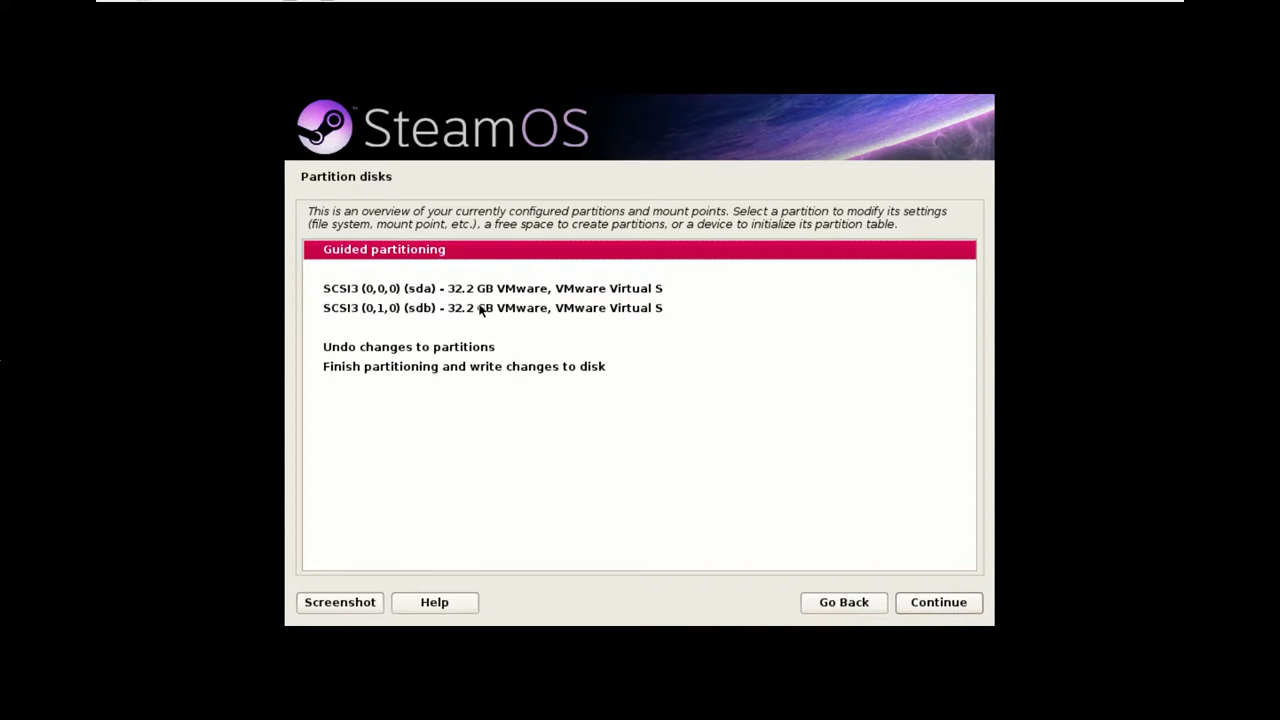 SteamOS
Partition disks
This is an overview of your currently configured partitions and mount points. Select a partition to modify its settings
(file system, mount point, etc.), a free space to create partitions, or a device to initialize its partition table.
Guided partitioning
SCSI3 (0,0,0) (sda) - 32.2 GB VMware, VMware Virtual S
SCSI3 (0,1,0) (sdb) - 32.2 GB VMware, VMware Virtual S
Undo changes to partitions
Finish partitioning and write changes to disk
Screenshot
Help
Go Back
Continue